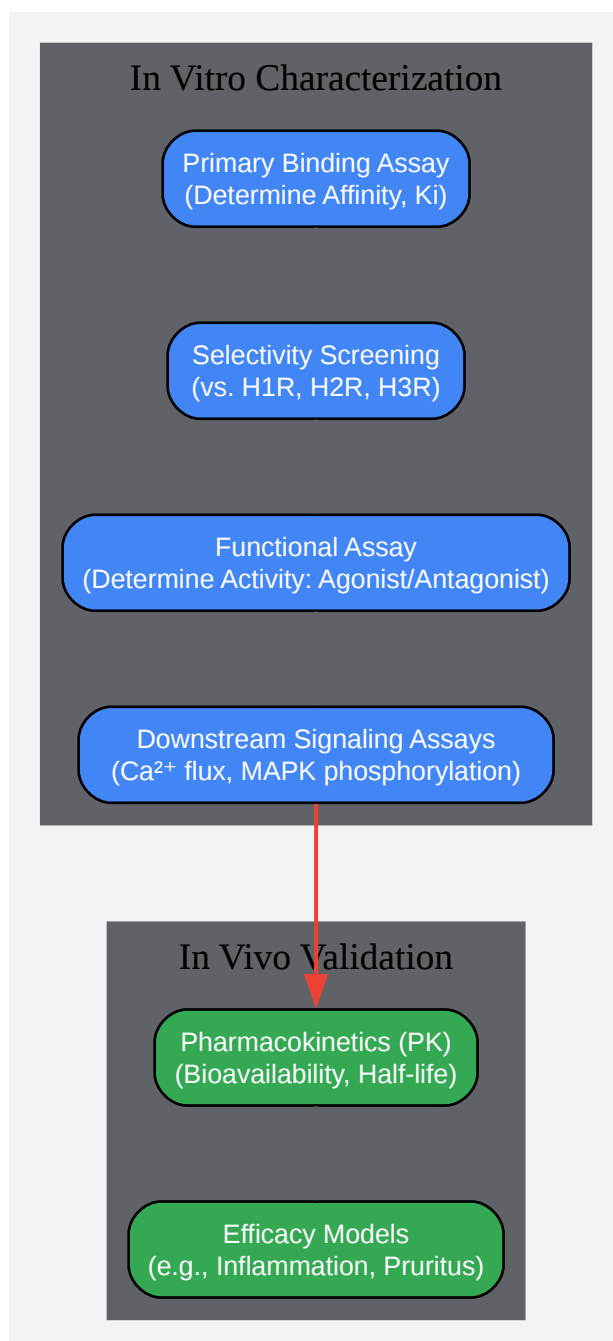 In Vitro Characterization
Primary Binding Assay
(Determine Affinity, Ki)
Selectivity Screening
(vs. H1R, H2R, H3R)
Functional Assay
(Determine Activity: Agonist/Antagonist)
Downstream Signaling Assays
(Ca²⁺ flux, MAPK phosphorylation)
In Vivo Validation
Pharmacokinetics (PK)
(Bioavailability, Half-life)
Efficacy Models
(e.g., Inflammation, Pruritus)